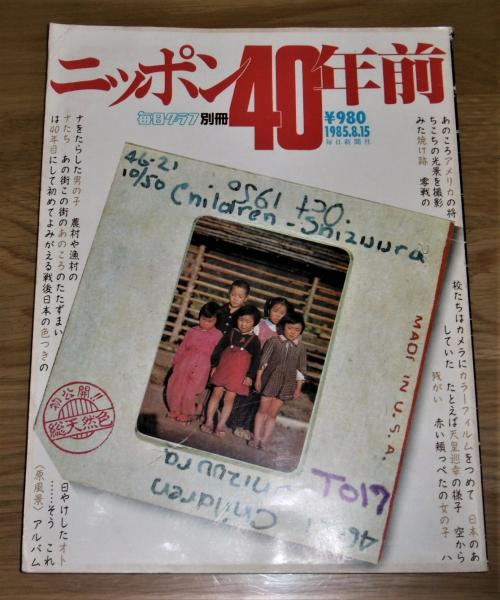 ニッポン40年前
毎日グラフ別冊
¥980
1985.8.15
毎日新聞社
あのころアメリカの将校たちはカメラにカラーフィルムをつめて 日本のあ
ちこちの光景を撮影していた たとえば天皇巡幸の様子 空から
みた焼け跡 零戦の残がい 赤い頬っぺたの女の子 ハ
ナをたらした男の子 農村や漁村の日やけしたオト
ナたち あの街この街のあのころのたたずまい……そう これ
は40年目にして初めてよみがえる戦後日本の色つきの〈原風景〉アルバム
46-21
10/50
Oct 1950
Children - Shizuura
MADE IN U.S.A.
初公開!!
総天然色
T017
Children